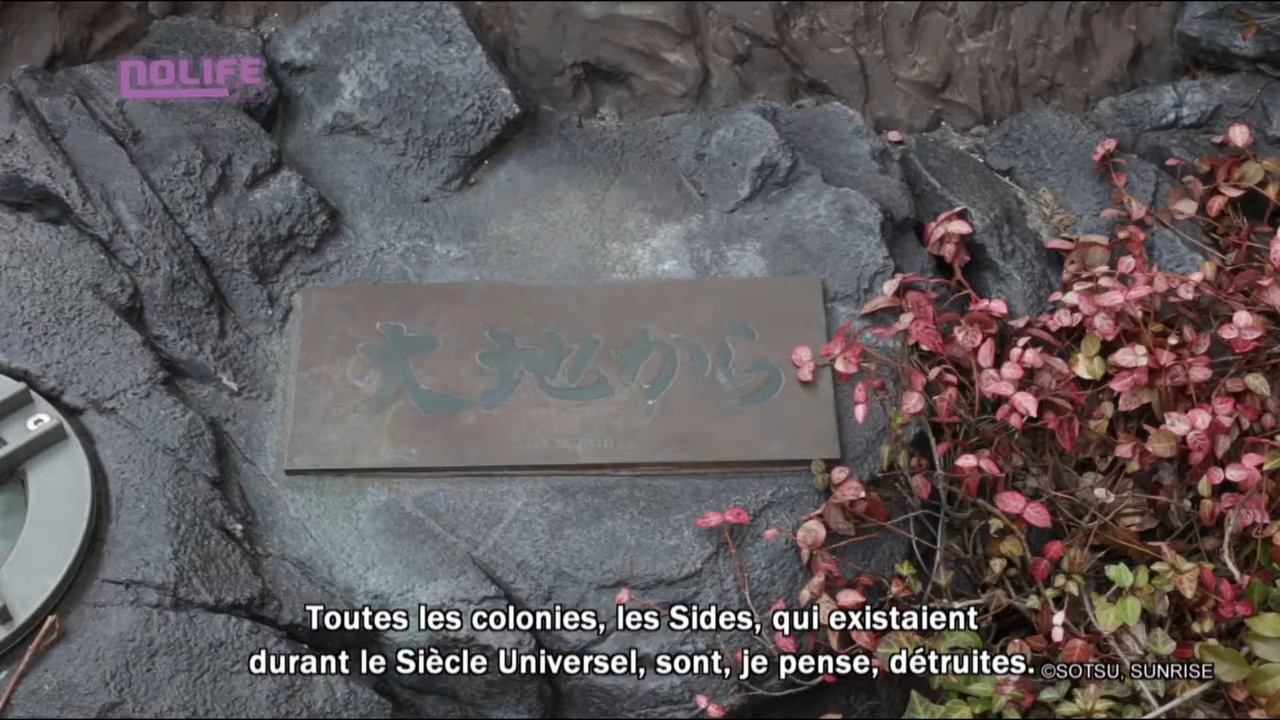 NOLIFE
大地から
Toutes les colonies, les Sides, qui existaient
durant le Siècle Universel, sont, je pense, détruites.
©SOTSU, SUNRISE